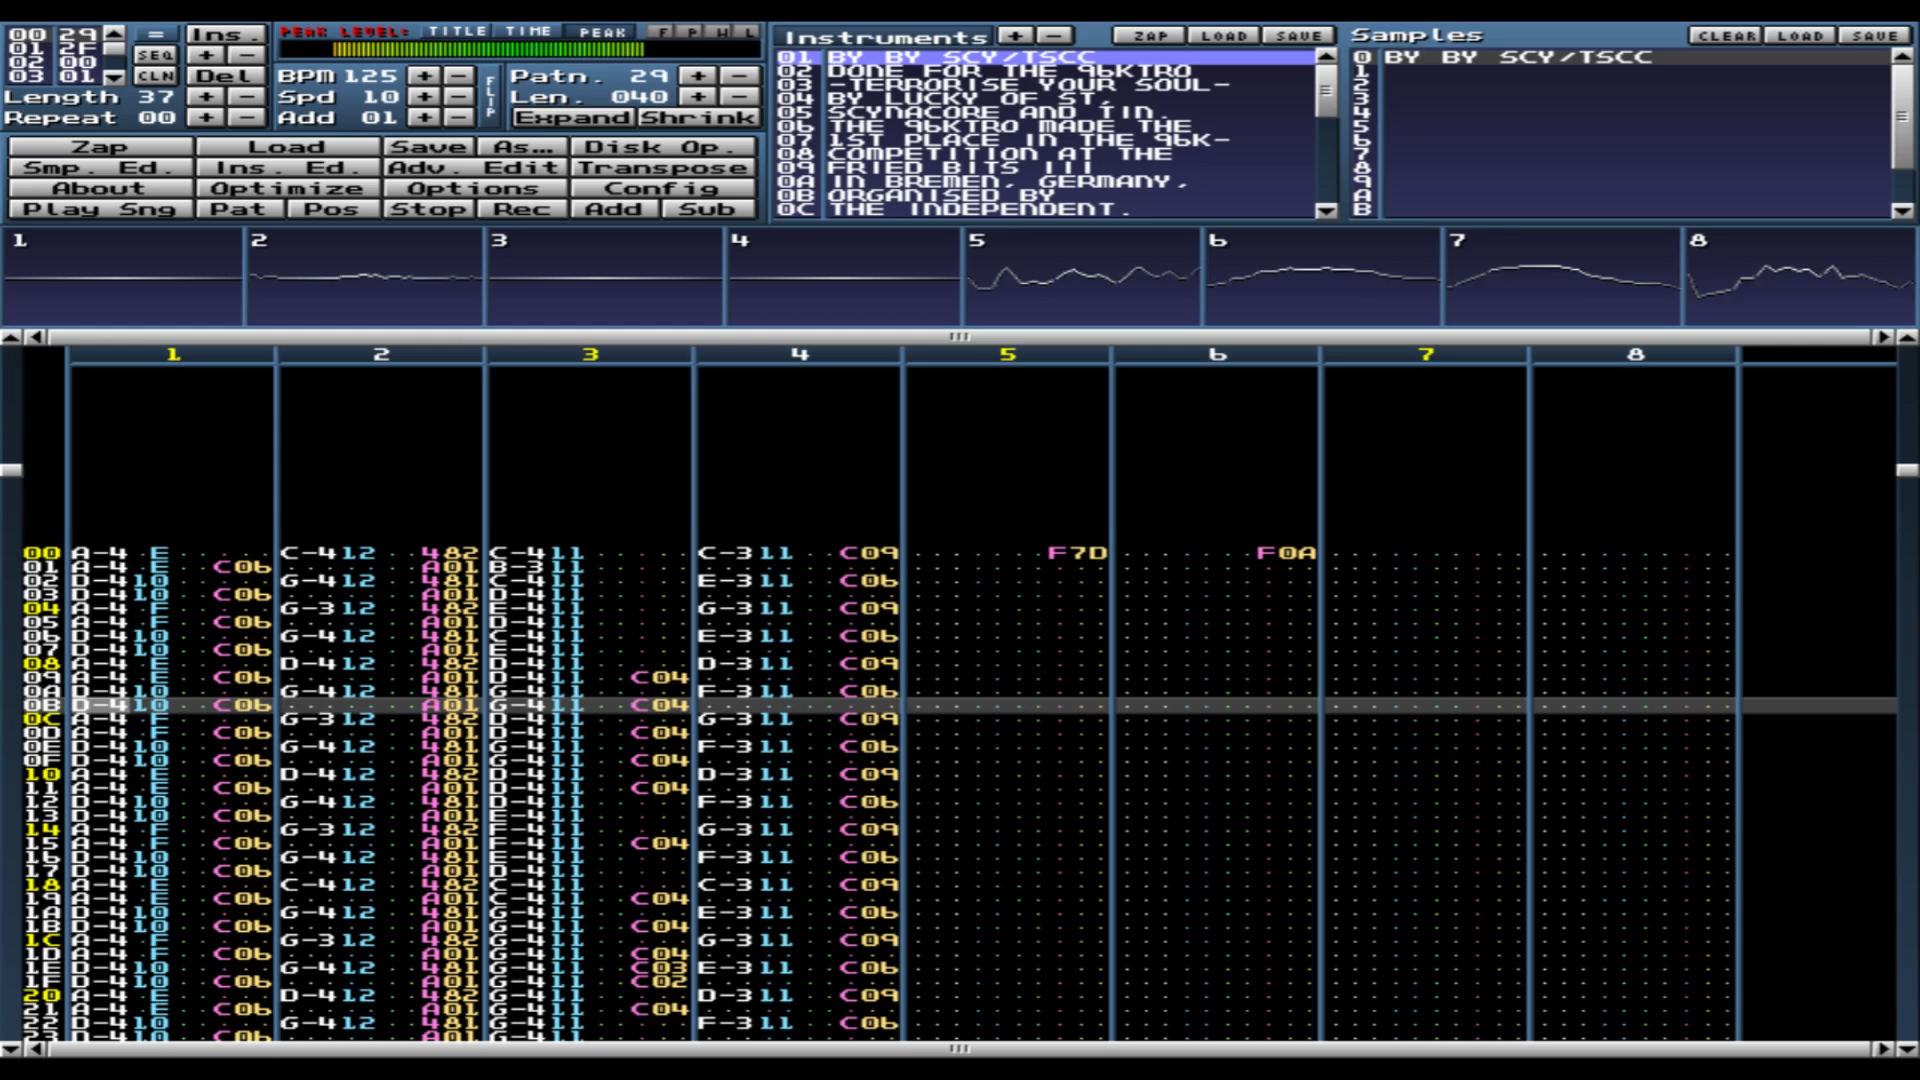 00 29
01 2F
02 00
03 01
= SEQ CLN
Ins. + - Del
Length 37 + -
Repeat 00 + -
PEAK LEVEL: TITLE TIME PEAK F P W L
BPM 125 + -
Spd 10 + -
Add 01 + -
FLIP
Patn. 29 + -
Len. 040 + -
Expand Shrink
Zap Load Save As... Disk Op.
Smp. Ed. Ins. Ed. Adv. Edit Transpose
About Optimize Options Config
Play Sng Pat Pos Stop Rec Add Sub
Instruments + - ZAP LOAD SAVE
01 BY BY SCY/TSCC
02 DONE FOR THE 96KTRO
03 -TERRORISE YOUR SOUL-
04 BY LUCKY OF ST,
05 SCYNACORE AND TIN.
06 THE 96KTRO MADE THE
07 1ST PLACE IN THE 96K-
08 COMPETITION AT THE
09 FRIED BITS III
0A IN BREMEN, GERMANY,
0B ORGANISED BY
0C THE INDEPENDENT.
Samples CLEAR LOAD SAVE
0 BY BY SCY/TSCC
1
2
3
4
5
6
7
8
9
A
B
1 2 3 4 5 6 7 8
1 2 3 4 5 6 7 8
00 A-4 E C-412 482 C-411 C-311 C09 F7D F0A
01 A-4 E C06 A01 B-311
02 D-410 G-412 481 C-411 E-311 C06
03 D-410 C06 A01 D-411
04 A-4 F G-312 482 E-411 G-311 C09
05 A-4 F C06 A01 D-411
06 D-410 G-412 481 C-411 E-311 C06
07 D-410 C06 A01 E-411
08 A-4 E D-412 482 D-411 D-311 C09
09 A-4 E C06 A01 D-411 C04
0A D-410 G-412 481 G-411 F-311 C06
0B D-410 C06 A01 G-411 C04
0C A-4 F G-312 482 D-411 G-311 C09
0D A-4 F C06 A01 D-411 C04
0E D-410 G-412 481 G-411 F-311 C06
0F D-410 C06 A01 G-411 C04
10 A-4 E D-412 482 D-411 D-311 C09
11 A-4 E C06 A01 D-411 C04
12 D-410 G-412 481 D-411 F-311 C06
13 D-410 C06 A01 E-411
14 A-4 F G-312 482 F-411 G-311 C09
15 A-4 F C06 A01 F-411 C04
16 D-410 G-412 481 E-411 F-311 C06
17 D-410 C06 A01 D-411
18 A-4 E C-412 482 C-411 C-311 C09
19 A-4 E C06 A01 C-411 C04
1A D-410 G-412 481 G-411 E-311 C06
1B D-410 C06 A01 G-411 C04
1C A-4 F G-312 482 G-411 G-311 C09
1D A-4 F C06 A01 G-411 C04
1E D-410 G-412 481 G-411 C03 E-311 C06
1F D-410 C06 A01 G-411 C02
20 A-4 E D-412 482 G-411 D-311 C09
21 A-4 E C06 A01 G-411 C04
22 D-410 G-412 481 G-411 F-311 C06
23 D-410 C06 A01 G-411